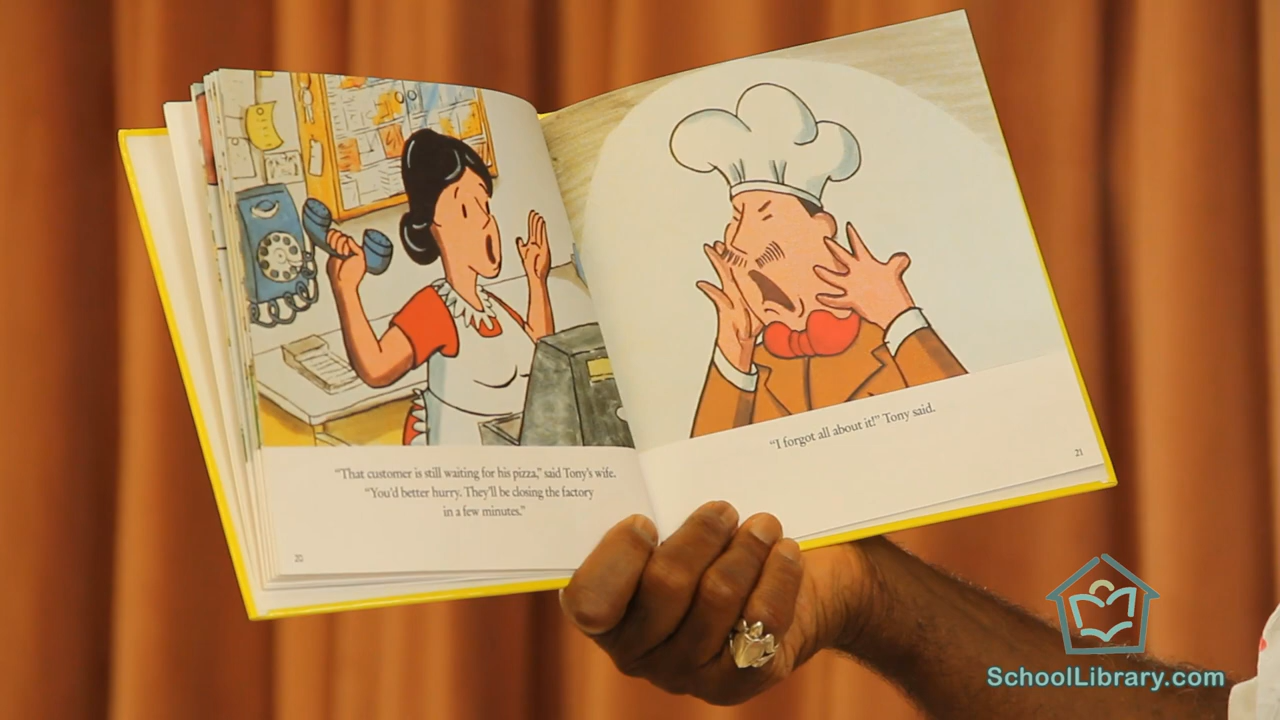 "That customer is still waiting for his pizza," said Tony's wife.
"You'd better hurry. They'll be closing the factory
in a few minutes."
20
"I forgot all about it!" Tony said.
21
SchoolLibrary.com